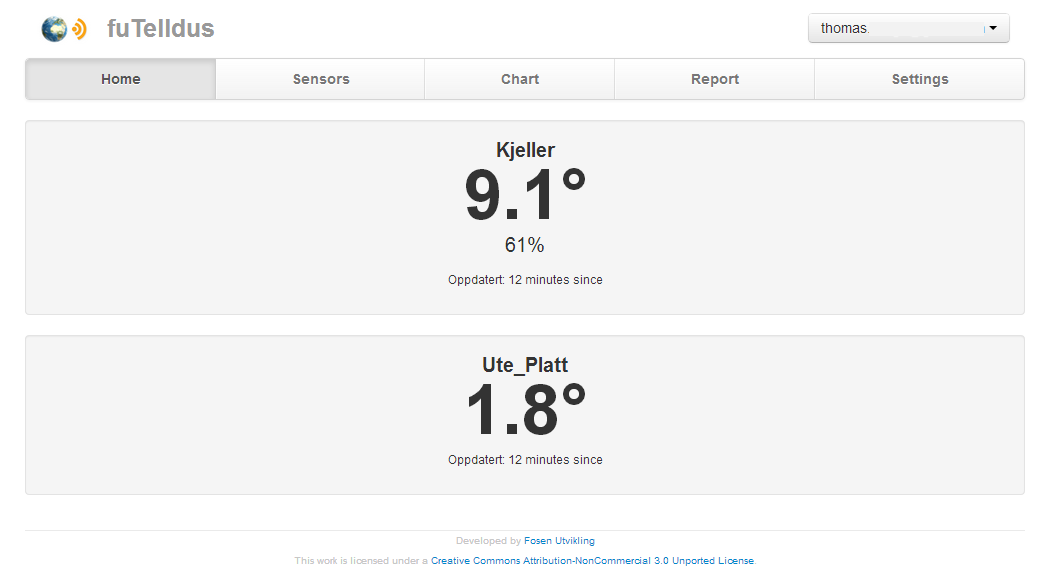 fuTelldus
thomas.
Home Sensors Chart Report Settings
Kjeller
9.1°
61%
Oppdatert: 12 minutes since
Ute_Platt
1.8°
Oppdatert: 12 minutes since
Developed by Fosen Utvikling
This work is licensed under a Creative Commons Attribution-NonCommercial 3.0 Unported License.